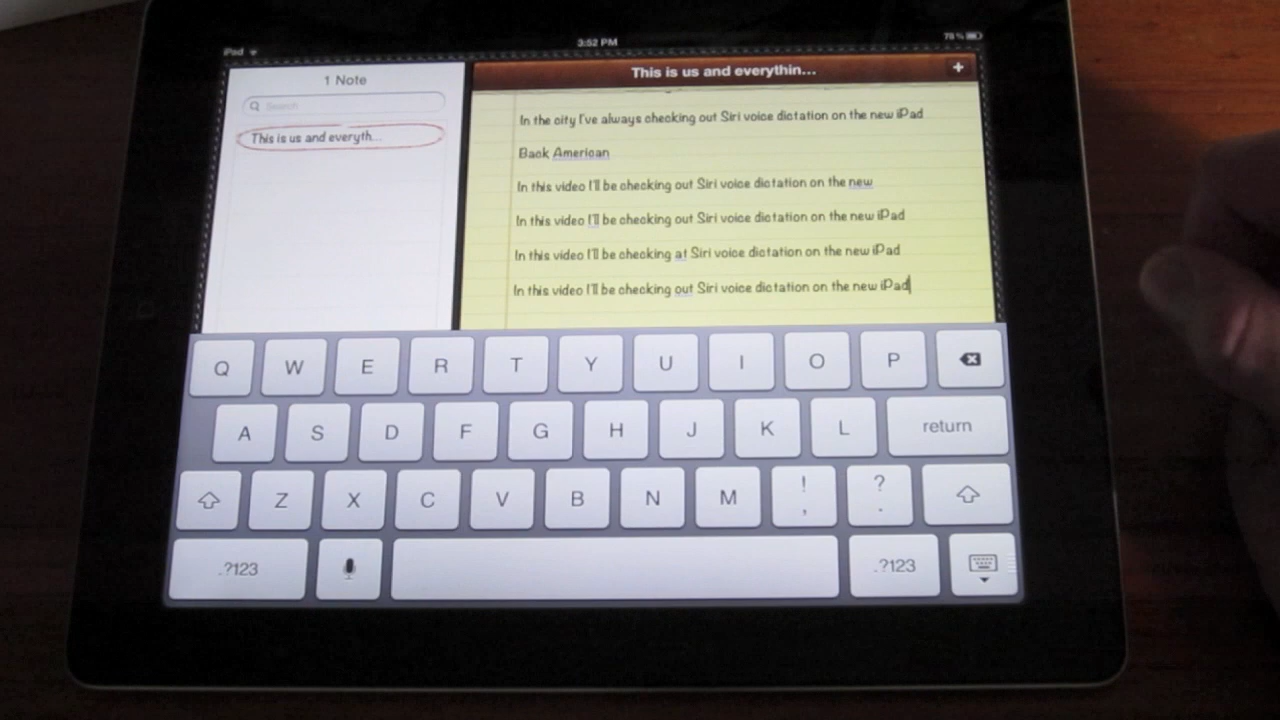 iPad
3:52 PM
78 %
1 Note
Search
This is us and everyth...
This is us and everythin...
+
In the city I've always checking out Siri voice dictation on the new iPad
Back American
In this video I'll be checking out Siri voice dictation on the new
In this video I'll be checking out Siri voice dictation on the new iPad
In this video I'll be checking at Siri voice dictation on the new iPad
In this video I'll be checking out Siri voice dictation on the new iPad
Q W E R T Y U I O P
A S D F G H J K L return
Z X C V B N M ! , ? .
.?123 .?123